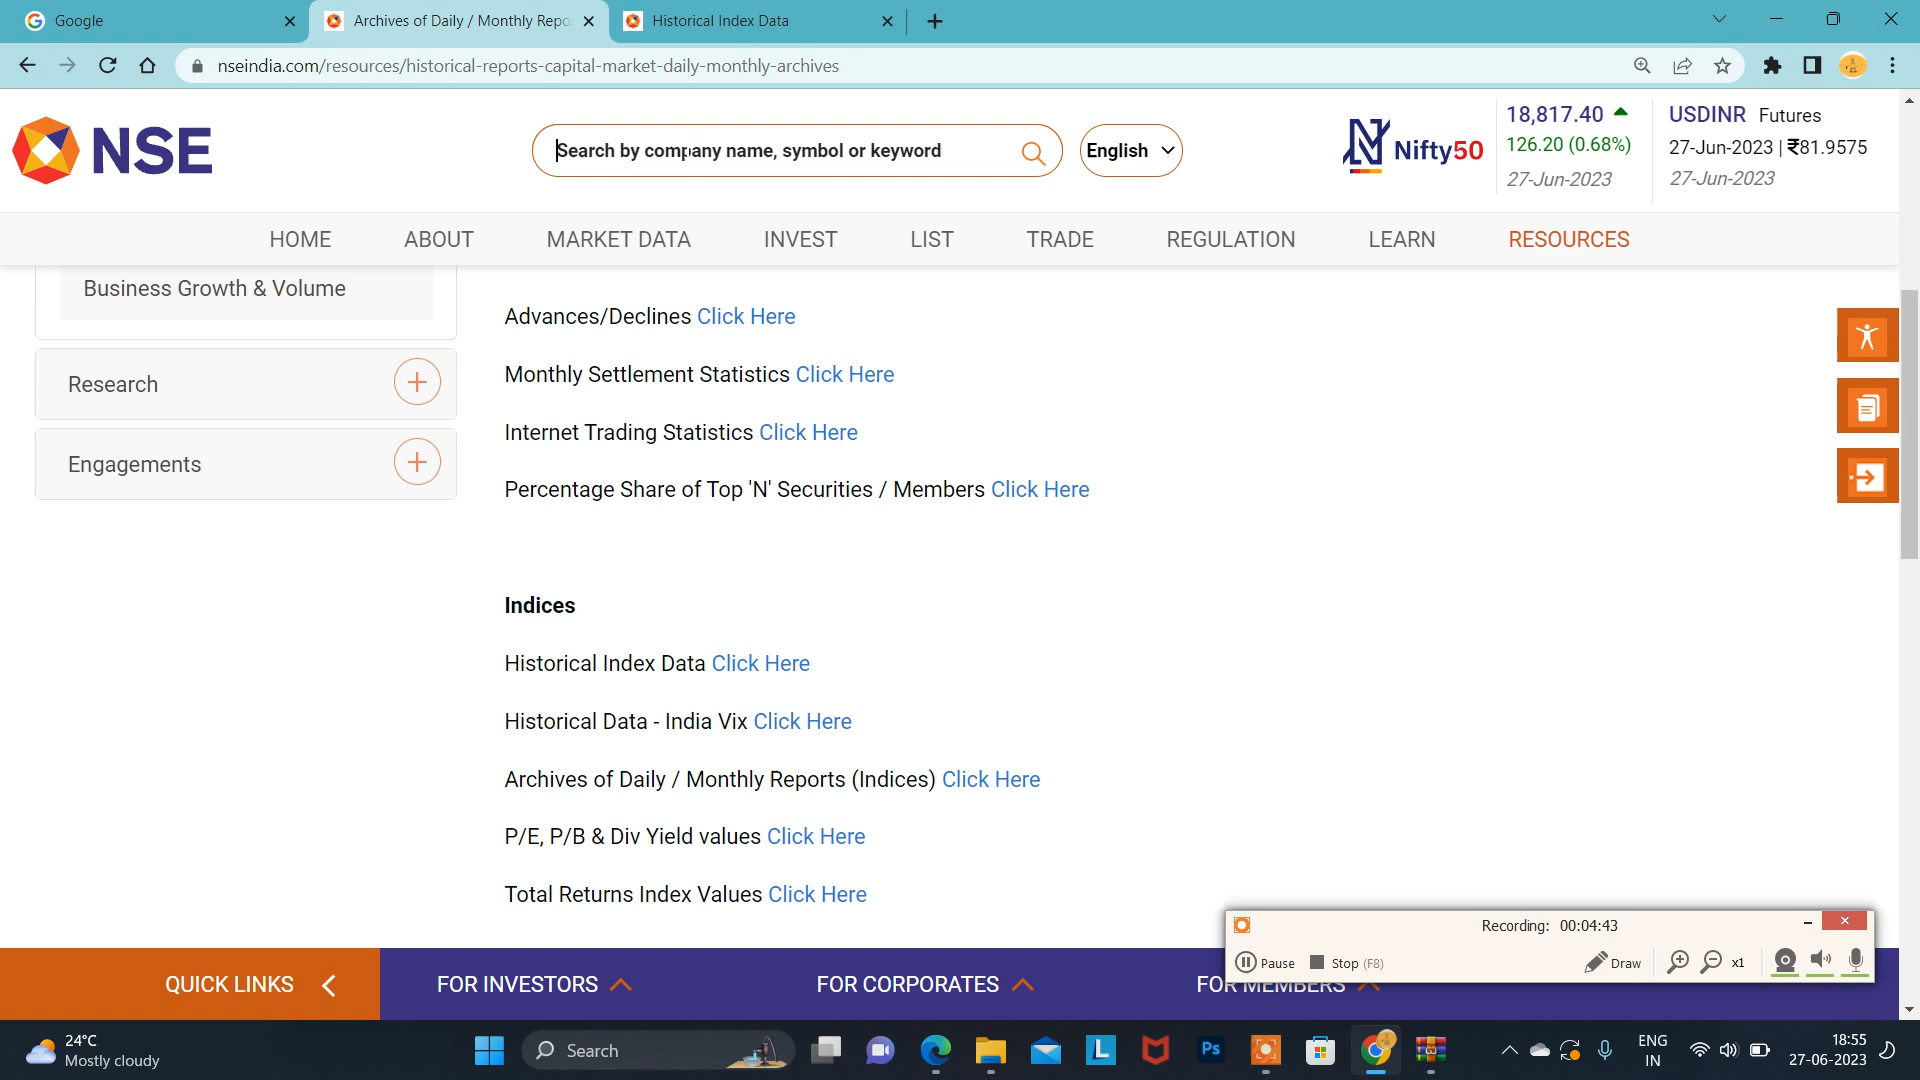 Google
Archives of Daily / Monthly Repo
Historical Index Data
nseindia.com/resources/historical-reports-capital-market-daily-monthly-archives
NSE
Search by company name, symbol or keyword
English
Nifty50
18,817.40
126.20 (0.68%)
27-Jun-2023
USDINR Futures
27-Jun-2023 | ₹81.9575
27-Jun-2023
HOME ABOUT MARKET DATA INVEST LIST TRADE REGULATION LEARN RESOURCES
Business Growth & Volume
Research
Engagements
Advances/Declines Click Here
Monthly Settlement Statistics Click Here
Internet Trading Statistics Click Here
Percentage Share of Top 'N' Securities / Members Click Here
Indices
Historical Index Data Click Here
Historical Data - India Vix Click Here
Archives of Daily / Monthly Reports (Indices) Click Here
P/E, P/B & Div Yield values Click Here
Total Returns Index Values Click Here
Recording: 00:04:43
Pause Stop (F8) Draw x1
QUICK LINKS FOR INVESTORS FOR CORPORATES FOR MEMBERS
24°C
Mostly cloudy
Search
L
Ps
ENG
IN
18:55
27-06-2023